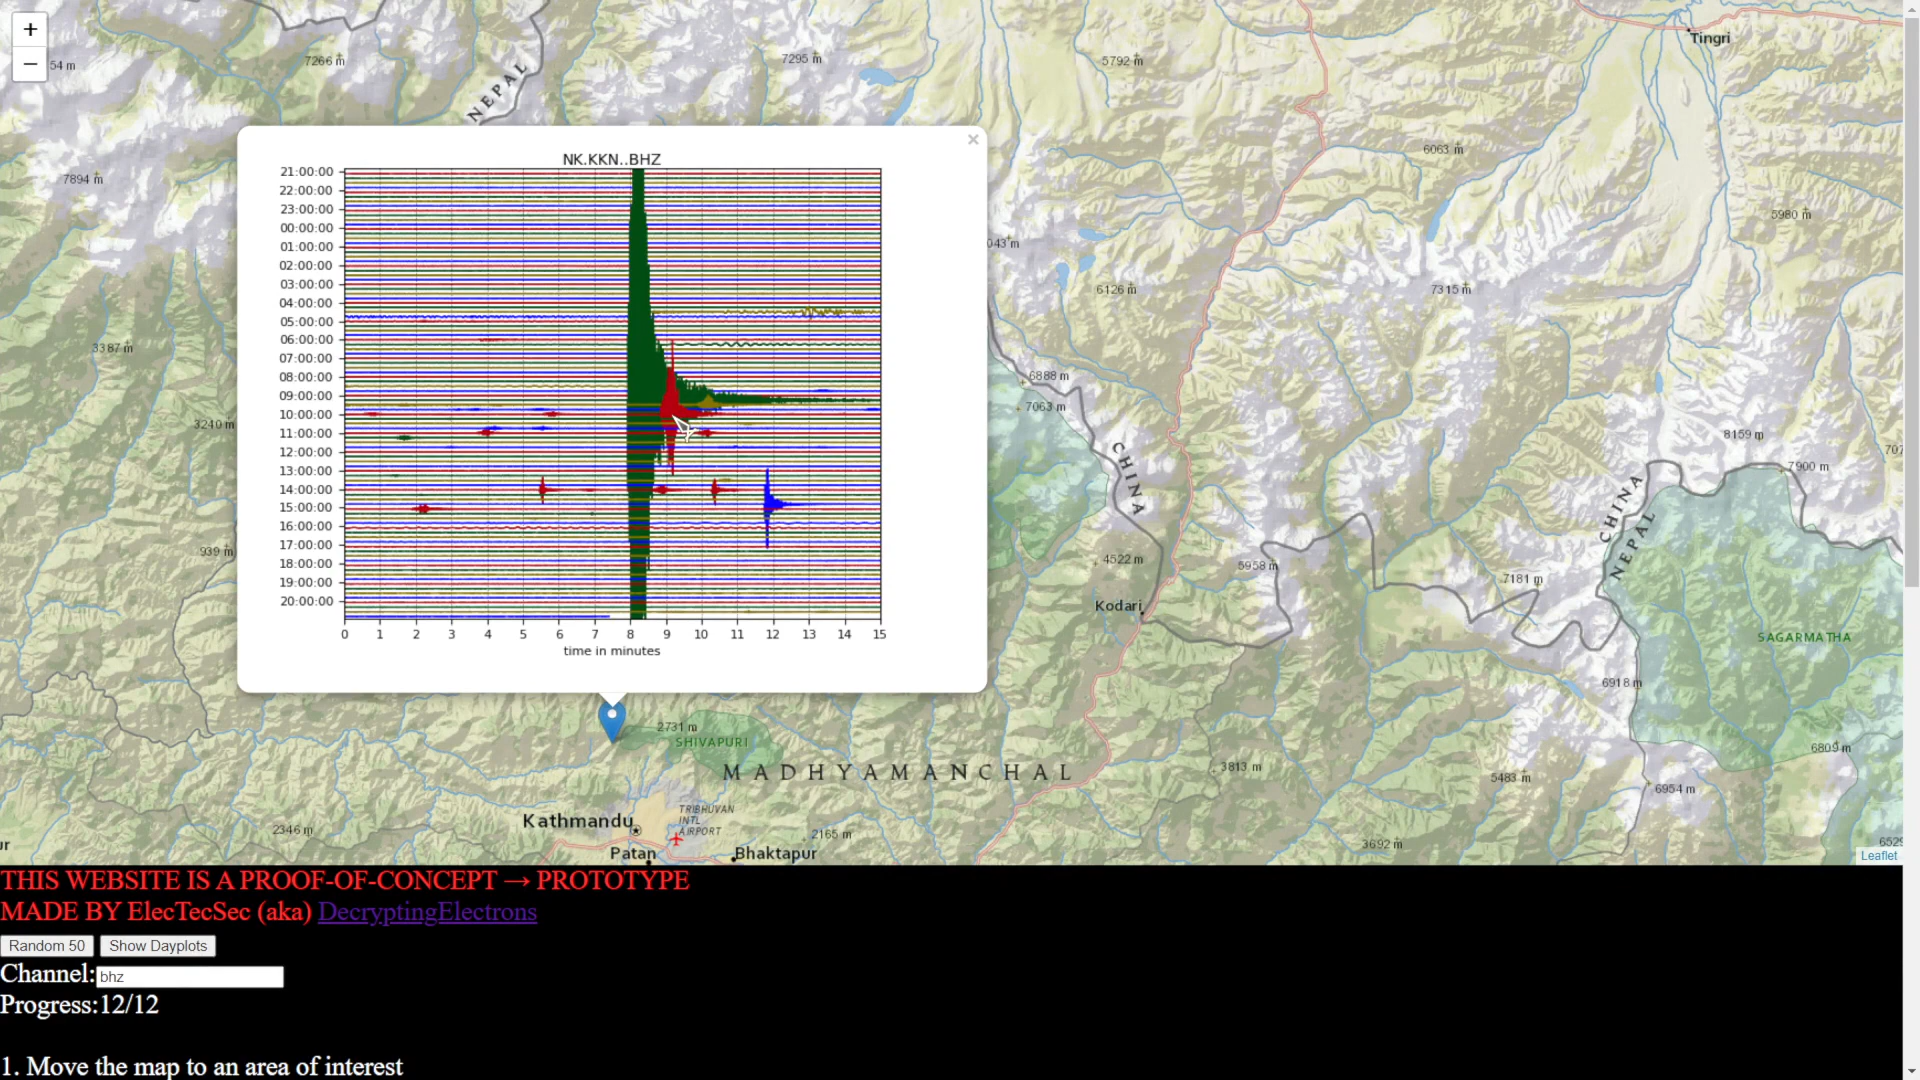 +
−
54 m
7266 m
7295 m
5792 m
Tingri
NEPAL
7894 m
6063 m
5980 m
043 m
6126 m
7315 m
×
NK.KKN..BHZ
21:00:00
22:00:00
23:00:00
00:00:00
01:00:00
02:00:00
03:00:00
04:00:00
05:00:00
06:00:00
07:00:00
08:00:00
09:00:00
10:00:00
11:00:00
12:00:00
13:00:00
14:00:00
15:00:00
16:00:00
17:00:00
18:00:00
19:00:00
20:00:00
0 1 2 3 4 5 6 7 8 9 10 11 12 13 14 15
time in minutes
3387 m
3240 m
939 m
6888 m
7063 m
CHINA
8159 m
7900 m
707
CHINA
NEPAL
4522 m
5958 m
7181 m
Kodari
SAGARMATHA
6918 m
2731 m
SHIVAPURI
MADHYAMANCHAL
3813 m
5483 m
6809 m
6954 m
2346 m
Kathmandu
TRIBHUVAN
INTL
AIRPORT
2165 m
Patan
Bhaktapur
3692 m
6529
ur
Leaflet
THIS WEBSITE IS A PROOF-OF-CONCEPT → PROTOTYPE
MADE BY ElecTecSec (aka) DecryptingElectrons
Random 50 Show Dayplots
Channel:bhz
Progress:12/12
1. Move the map to an area of interest